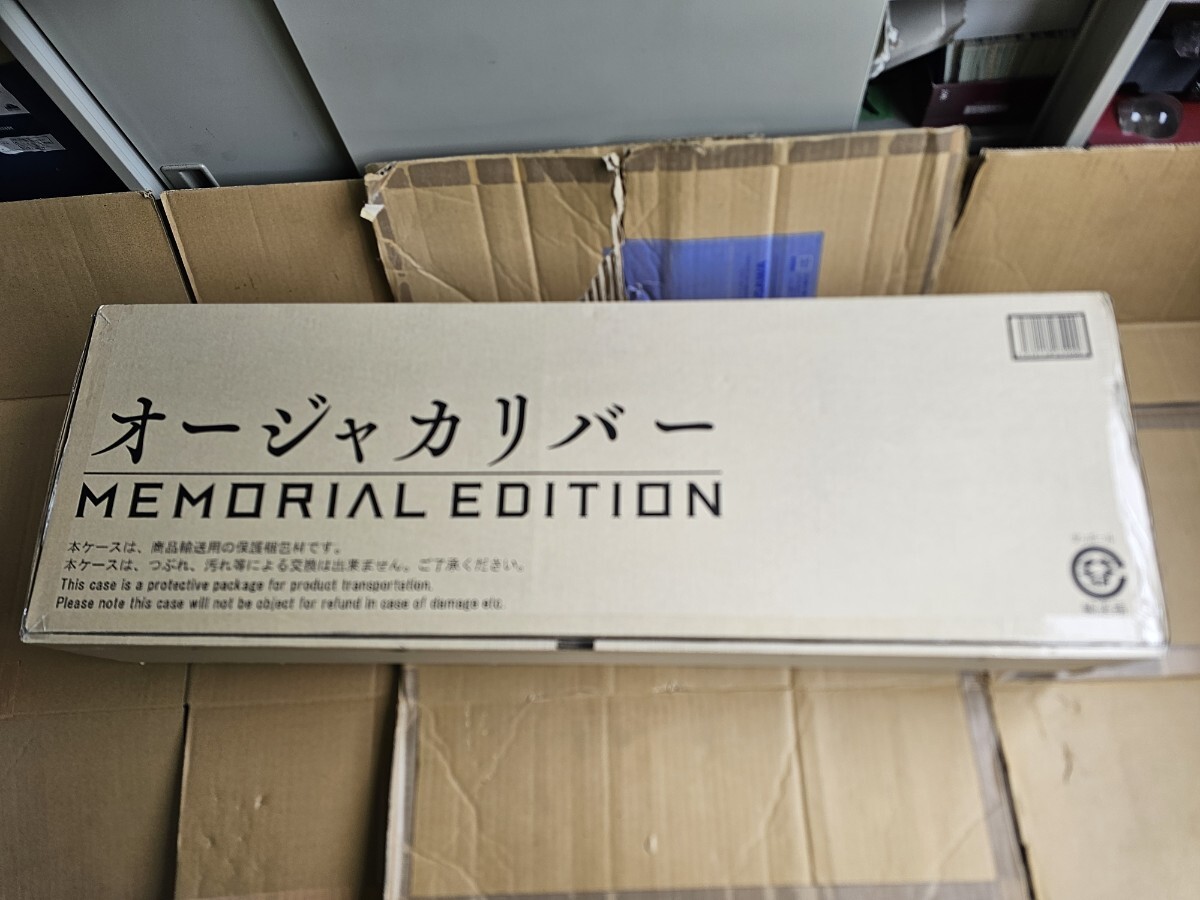 オージャカリバー
MEMORIAL EDITION
本ケースは、商品輸送用の保護梱包材です。
本ケースは、つぶれ、汚れ等による交換は出来ません。ご了承ください。
This case is a protective package for product transportation.
Please note this case will not be object for refund in case of damage etc.